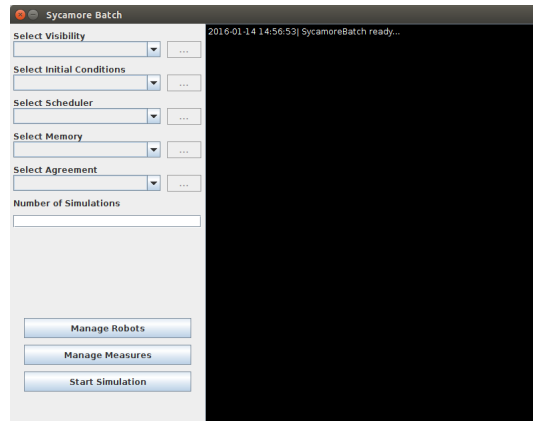 Sycamore Batch
Select Visibility
...
Select Initial Conditions
...
Select Scheduler
...
Select Memory
...
Select Agreement
...
Number of Simulations
Manage Robots
Manage Measures
Start Simulation
2016-01-14 14:56:53| SycamoreBatch ready...